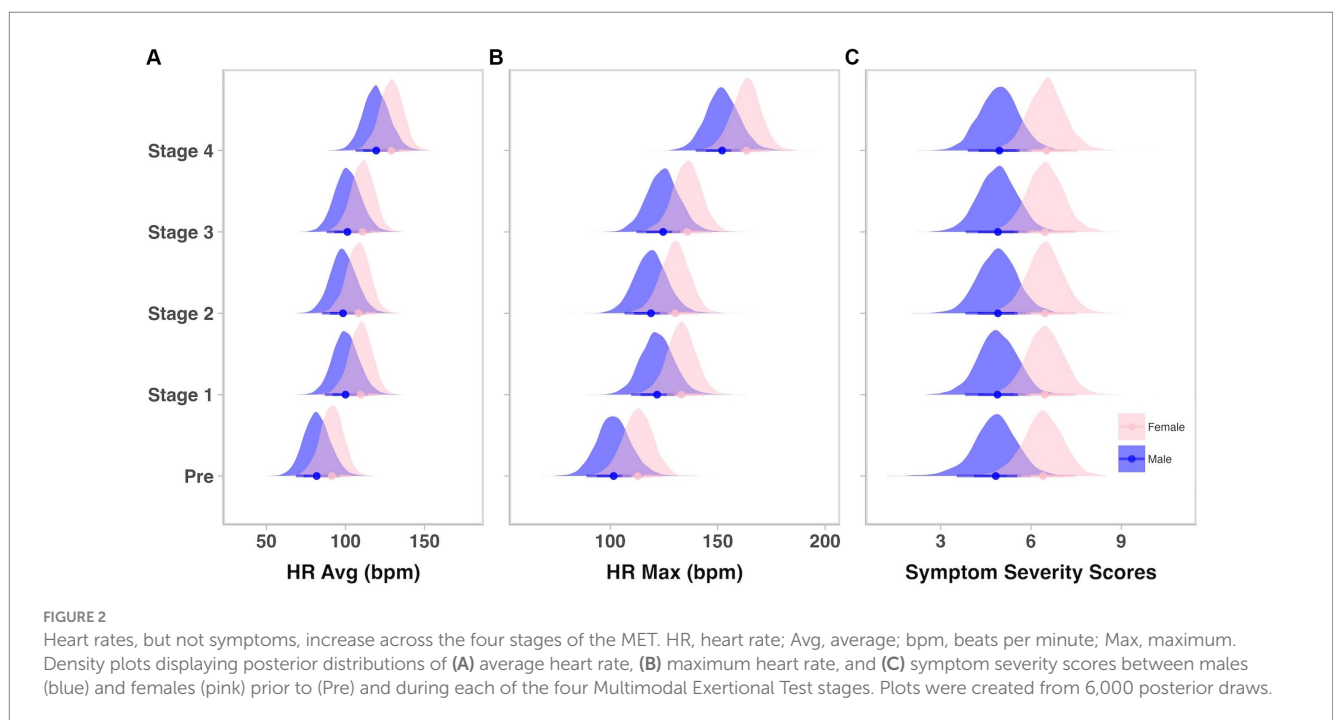 A
B
C
Stage 4
Stage 3
Stage 2
Stage 1
Pre
50 100 150
100 150 200
3 6 9
HR Avg (bpm)
HR Max (bpm)
Symptom Severity Scores
Female
Male
FIGURE 2
Heart rates, but not symptoms, increase across the four stages of the MET. HR, heart rate; Avg, average; bpm, beats per minute; Max, maximum.
Density plots displaying posterior distributions of (A) average heart rate, (B) maximum heart rate, and (C) symptom severity scores between males
(blue) and females (pink) prior to (Pre) and during each of the four Multimodal Exertional Test stages. Plots were created from 6,000 posterior draws.